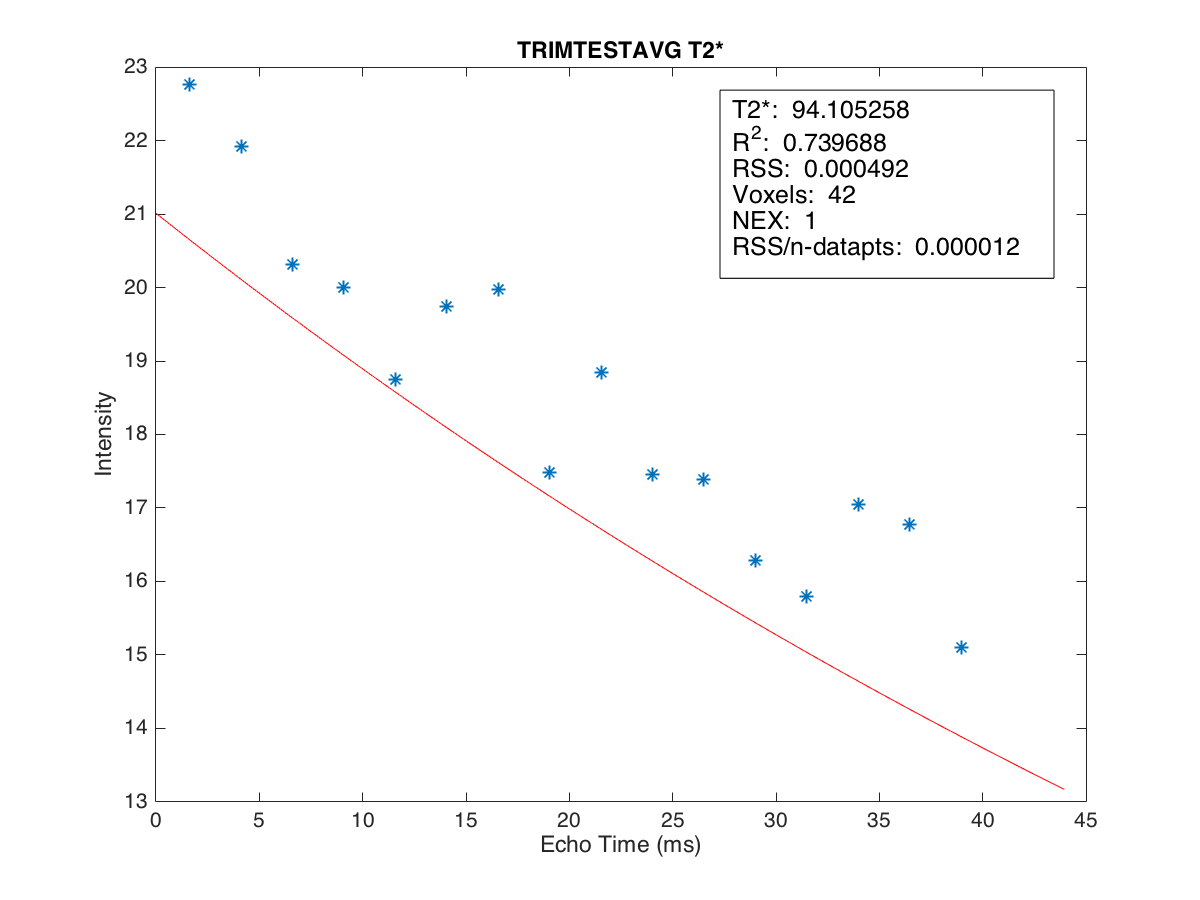 TRIMTESTAVG T2*
23
22
21
20
19
18
17
16
15
14
13
Intensity
T2*: 94.105258
R²: 0.739688
RSS: 0.000492
Voxels: 42
NEX: 1
RSS/n-datapts: 0.000012
0 5 10 15 20 25 30 35 40 45
Echo Time (ms)